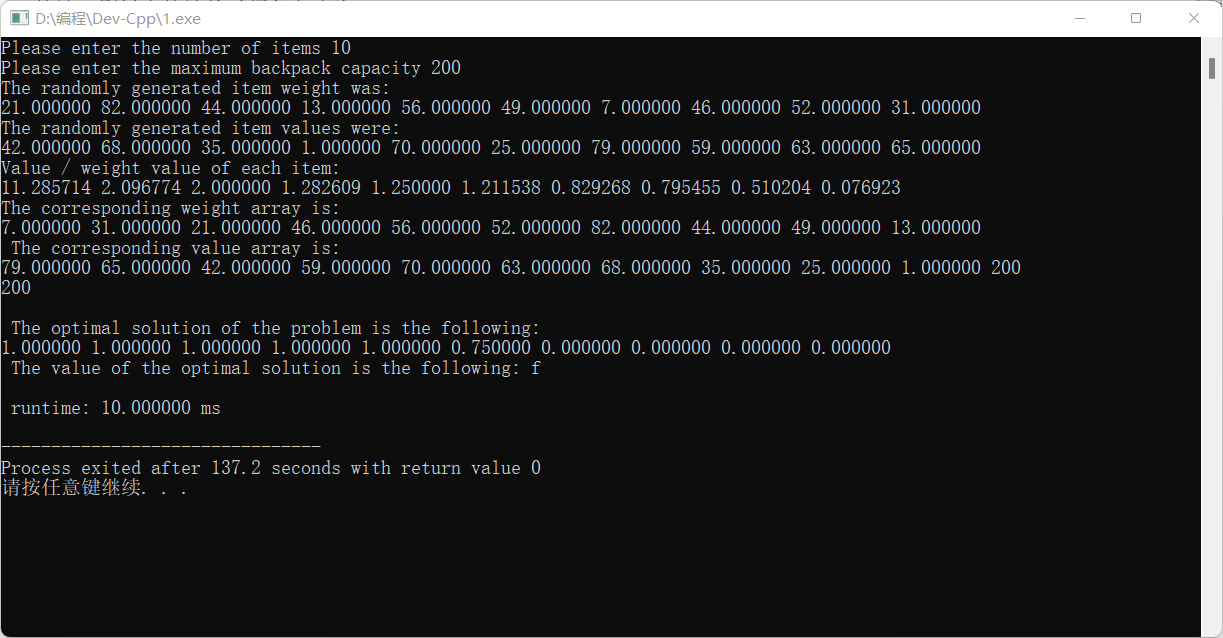 D:\编程\Dev-Cpp\1.exe
Please enter the number of items 10
Please enter the maximum backpack capacity 200
The randomly generated item weight was:
21.000000 82.000000 44.000000 13.000000 56.000000 49.000000 7.000000 46.000000 52.000000 31.000000
The randomly generated item values were:
42.000000 68.000000 35.000000 1.000000 70.000000 25.000000 79.000000 59.000000 63.000000 65.000000
Value / weight value of each item:
11.285714 2.096774 2.000000 1.282609 1.250000 1.211538 0.829268 0.795455 0.510204 0.076923
The corresponding weight array is:
7.000000 31.000000 21.000000 46.000000 56.000000 52.000000 82.000000 44.000000 49.000000 13.000000
The corresponding value array is:
79.000000 65.000000 42.000000 59.000000 70.000000 63.000000 68.000000 35.000000 25.000000 1.000000 200
200
The optimal solution of the problem is the following:
1.000000 1.000000 1.000000 1.000000 1.000000 0.750000 0.000000 0.000000 0.000000 0.000000
The value of the optimal solution is the following: f
runtime: 10.000000 ms
--------------------------------
Process exited after 137.2 seconds with return value 0
请按任意键继续. . .